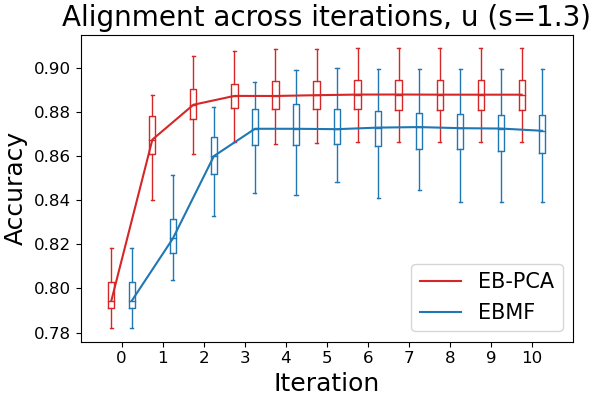 Alignment across iterations, u (s=1.3)
Accuracy
0.90
0.88
0.86
0.84
0.82
0.80
0.78
EB-PCA
EBMF
0 1 2 3 4 5 6 7 8 9 10
Iteration